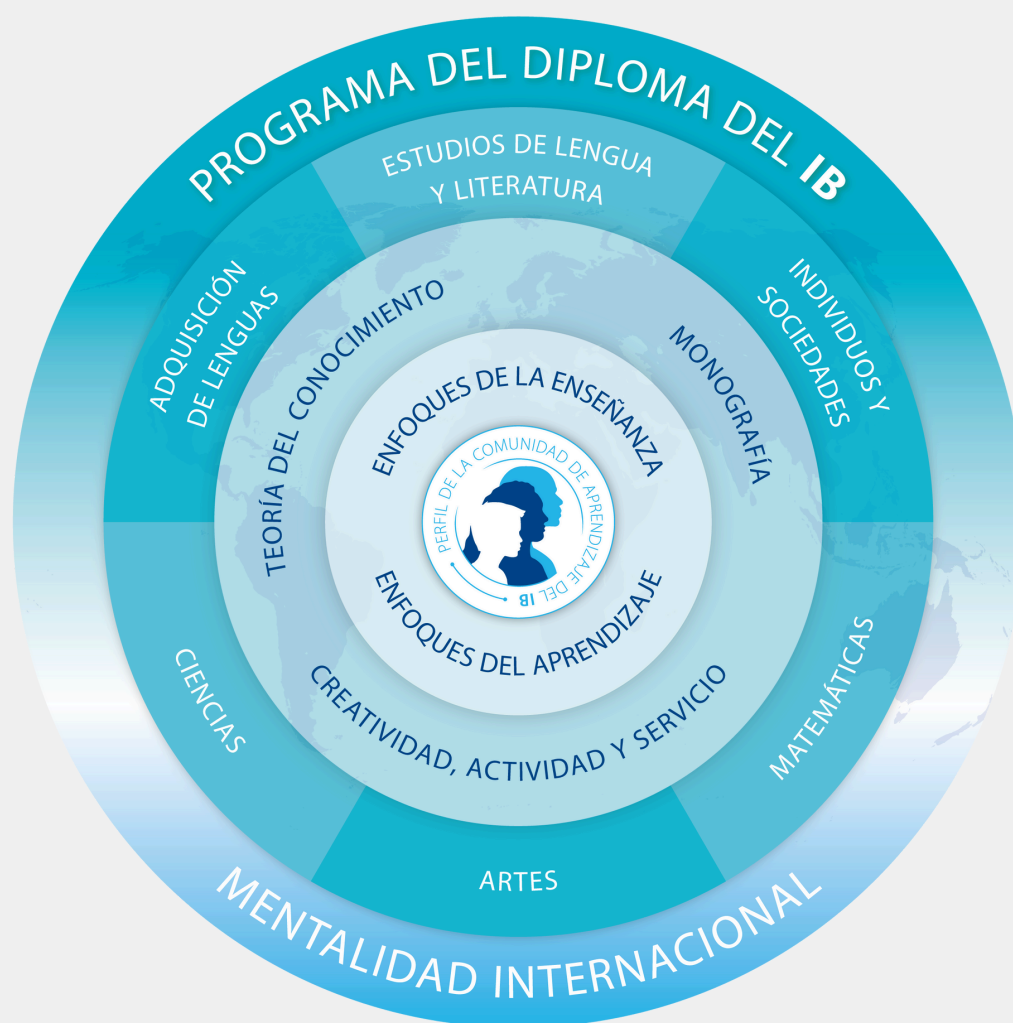 PROGRAMA DEL DIPLOMA DEL IB
ESTUDIOS DE LENGUA
Y LITERATURA
ADQUISICIÓN
DE LENGUAS
INDIVIDUOS Y
SOCIEDADES
TEORÍA DEL CONOCIMIENTO
MONOGRAFÍA
ENFOQUES DE LA ENSEÑANZA
PERFIL DE LA COMUNIDAD DE APRENDIZAJE DEL IB
ENFOQUES DEL APRENDIZAJE
CREATIVIDAD, ACTIVIDAD Y SERVICIO
CIENCIAS
MATEMÁTICAS
ARTES
MENTALIDAD INTERNACIONAL